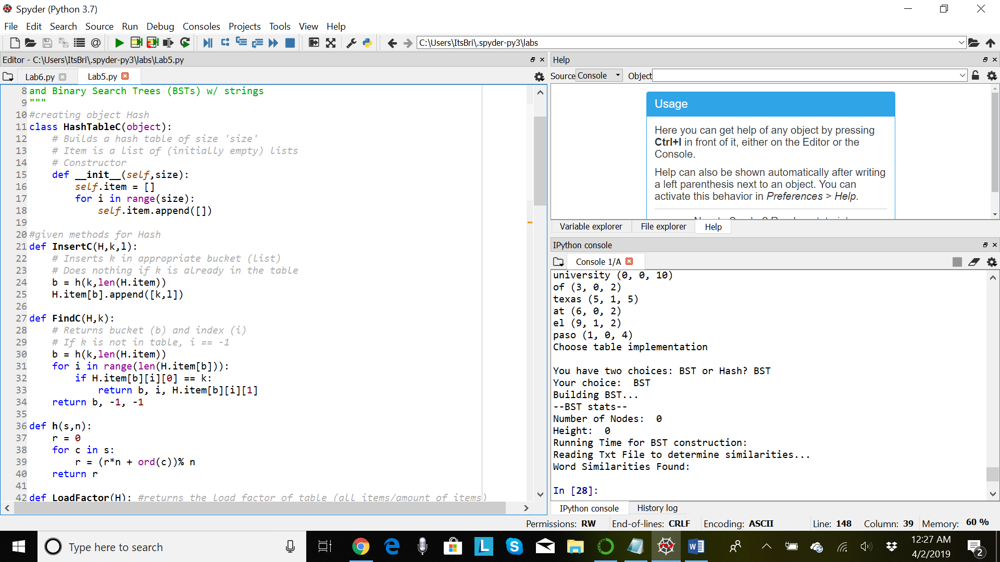 Spyder (Python 3.7)
File Edit Search Source Run Debug Consoles Projects Tools View Help
C:\Users\ItsBri\.spyder-py3\labs
Editor - C:\Users\ItsBri\.spyder-py3\labs\Lab5.py
Lab6.py Lab5.py
8 and Binary Search Trees (BSTs) w/ strings
9 """
10 #creating object Hash
11 class HashTableC(object):
12     # Builds a hash table of size 'size'
13     # Item is a list of (initially empty) lists
14     # Constructor
15     def __init__(self,size):
16         self.item = []
17         for i in range(size):
18             self.item.append([])
19
20 #given methods for Hash
21 def InsertC(H,k,l):
22     # Inserts k in appropriate bucket (list)
23     # Does nothing if k is already in the table
24     b = h(k,len(H.item))
25     H.item[b].append([k,l])
26
27 def FindC(H,k):
28     # Returns bucket (b) and index (i)
29     # If k is not in table, i == -1
30     b = h(k,len(H.item))
31     for i in range(len(H.item[b])):
32         if H.item[b][i][0] == k:
33             return b, i, H.item[b][i][1]
34     return b, -1, -1
35
36 def h(s,n):
37     r = 0
38     for c in s:
39         r = (r*n + ord(c))% n
40     return r
41
42 def LoadFactor(H): #returns the load factor of table (all items/amount of items)
Help
Source Console Object
Usage
Here you can get help of any object by pressing
Ctrl+I in front of it, either on the Editor or the
Console.
Help can also be shown automatically after writing
a left parenthesis next to an object. You can
activate this behavior in Preferences > Help.
Variable explorer File explorer Help
IPython console
Console 1/A
university (0, 0, 10)
of (3, 0, 2)
texas (5, 1, 5)
at (6, 0, 2)
el (9, 1, 2)
paso (1, 0, 4)
Choose table implementation
You have two choices: BST or Hash? BST
Your choice:  BST
Building BST...
--BST stats--
Number of Nodes:  0
Height:  0
Running Time for BST construction:
Reading Txt File to determine similarities...
Word Similarities Found:
In [28]:
IPython console History log
Permissions: RW End-of-lines: CRLF Encoding: ASCII Line: 148 Column: 39 Memory: 60 %
Type here to search
12:27 AM
4/2/2019
2